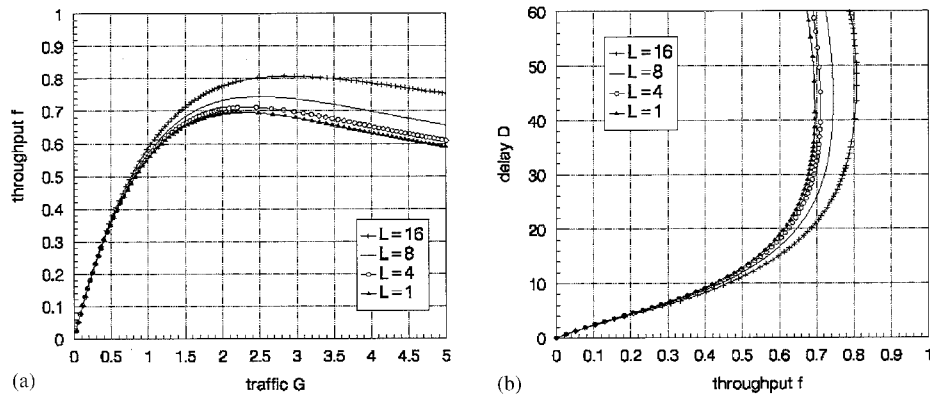 1
0.9
0.8
0.7
0.6
0.5
0.4
0.3
0.2
0.1
0
throughput f
L=16
L=8
L=4
L=1
0 0.5 1 1.5 2 2.5 3 3.5 4 4.5 5
(a) traffic G
60
50
40
30
20
10
0
delay D
L=16
L=8
L=4
L=1
0 0.1 0.2 0.3 0.4 0.5 0.6 0.7 0.8 0.9 1
(b) throughput f